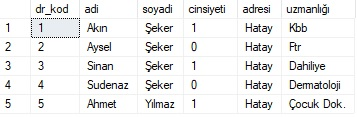 dr_kod adi soyadi cinsiyeti adresi uzmanlığı
1 1 Akın Şeker 1 Hatay Kbb
2 2 Aysel Şeker 0 Hatay Ftr
3 3 Sinan Şeker 1 Hatay Dahiliye
4 4 Sudenaz Şeker 0 Hatay Dermatoloji
5 5 Ahmet Yılmaz 1 Hatay Çocuk Dok.